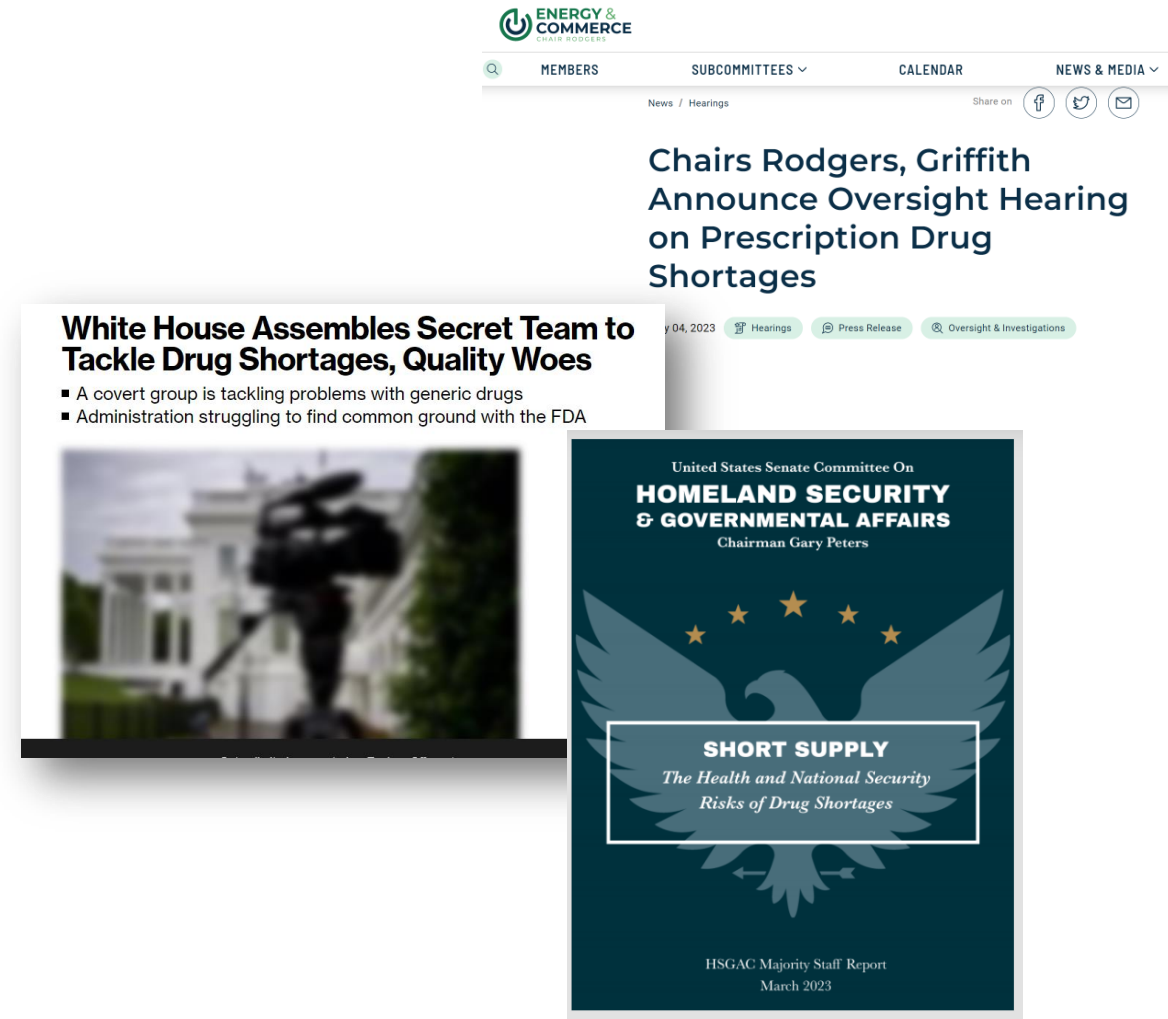 ENERGY &
COMMERCE
CHAIR RODGERS
MEMBERS
SUBCOMMITTEES
CALENDAR
NEWS & MEDIA
News / Hearings
Share on
Chairs Rodgers, Griffith
Announce Oversight Hearing
on Prescription Drug
Shortages
04, 2023
Hearings
Press Release
Oversight & Investigations
White House Assembles Secret Team to
Tackle Drug Shortages, Quality Woes
■ A covert group is tackling problems with generic drugs
■ Administration struggling to find common ground with the FDA
United States Senate Committee On
HOMELAND SECURITY
& GOVERNMENTAL AFFAIRS
Chairman Gary Peters
SHORT SUPPLY
The Health and National Security
Risks of Drug Shortages
HSGAC Majority Staff Report
March 2023